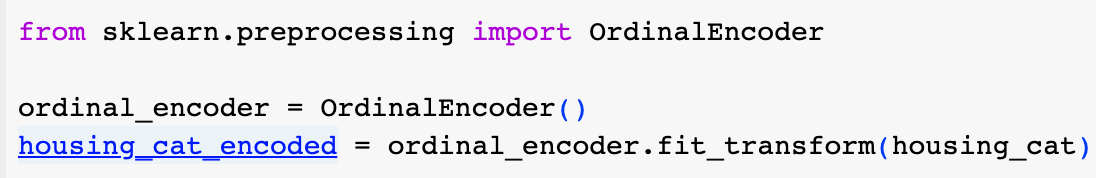 from sklearn.preprocessing import OrdinalEncoder
ordinal_encoder = OrdinalEncoder()
housing_cat_encoded = ordinal_encoder.fit_transform(housing_cat)